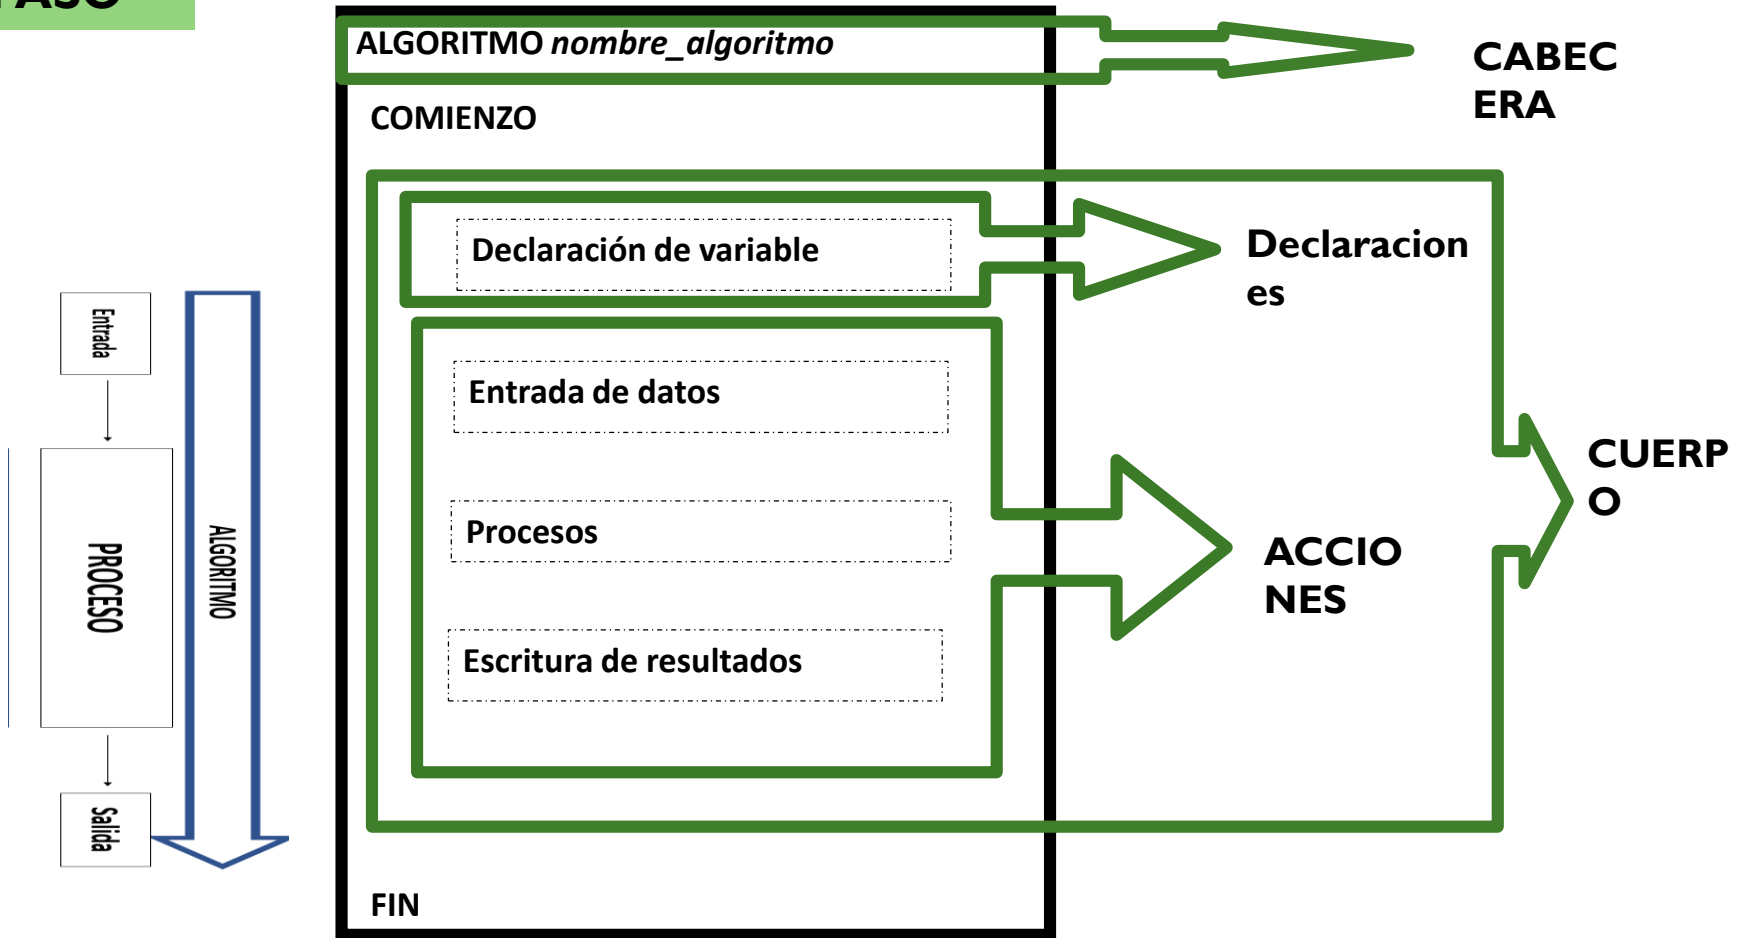 ALGORITMO nombre_algoritmo
CABEC
ERA
COMIENZO
Declaración de variable
Declaracion
es
Entrada de datos
Procesos
Escritura de resultados
ACCIO
NES
CUERP
O
FIN
Entrada
PROCESO
Salida
ALGORITMO